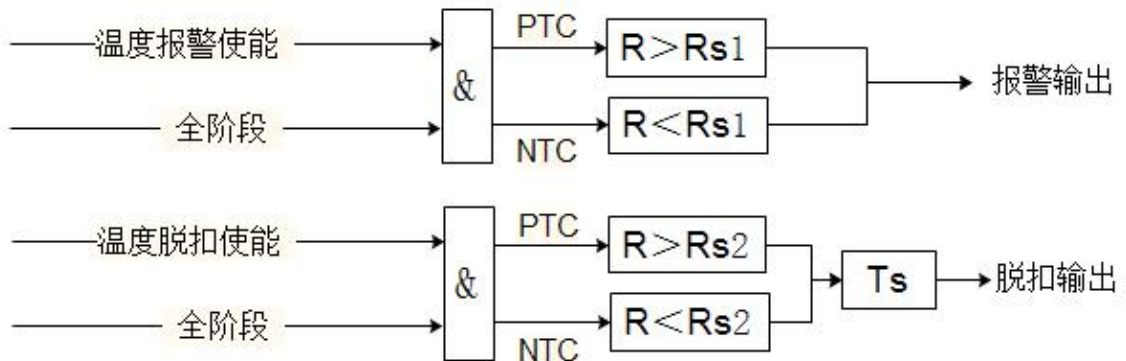 温度报警使能
全阶段
&
PTC
NTC
R＞Rs1
R＜Rs1
报警输出
温度脱扣使能
全阶段
&
PTC
NTC
R＞Rs2
R＜Rs2
Ts
脱扣输出